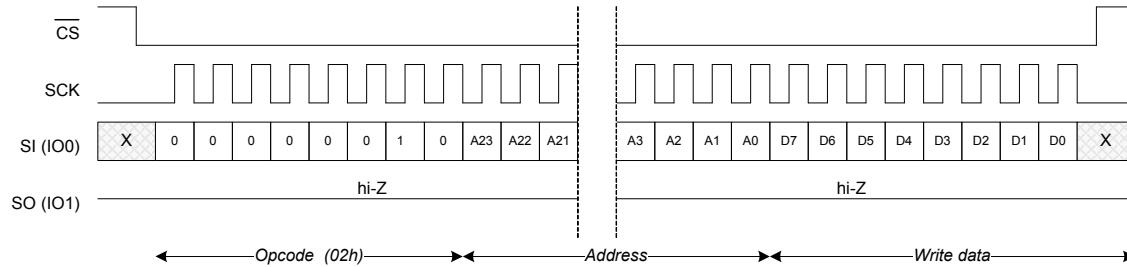 CS
SCK
SI (IO0) X 0 0 0 0 0 0 1 0 A23 A22 A21 A3 A2 A1 A0 D7 D6 D5 D4 D3 D2 D1 D0 X
hi-Z hi-Z
SO (IO1)
Opcode (02h) Address Write data